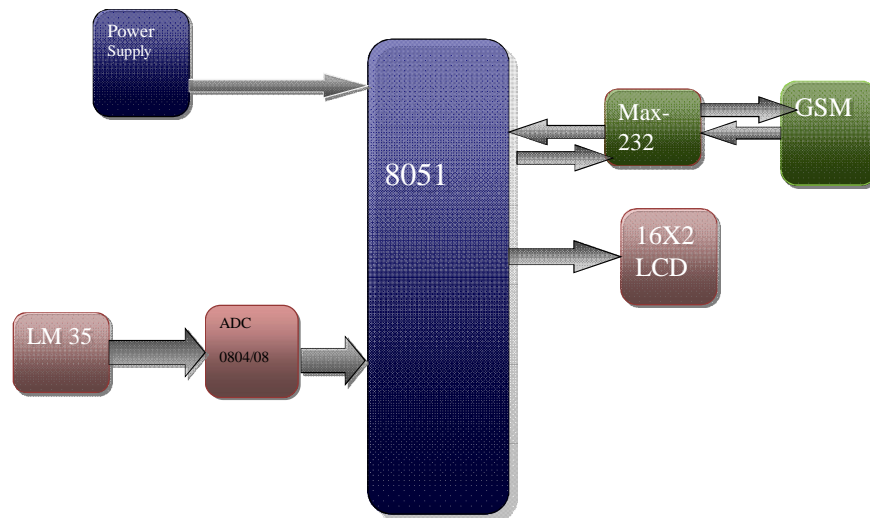 Power
Supply
8051
Max-
232
GSM
16X2
LCD
LM 35
ADC
0804/08